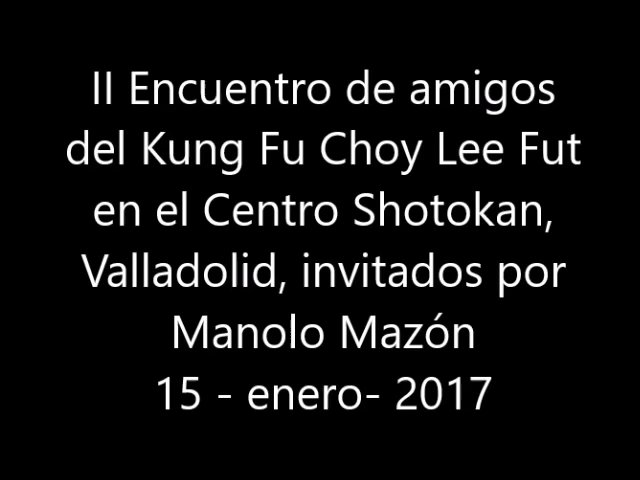 II Encuentro de amigos
del Kung Fu Choy Lee Fut
en el Centro Shotokan,
Valladolid, invitados por
Manolo Mazón
15 - enero- 2017